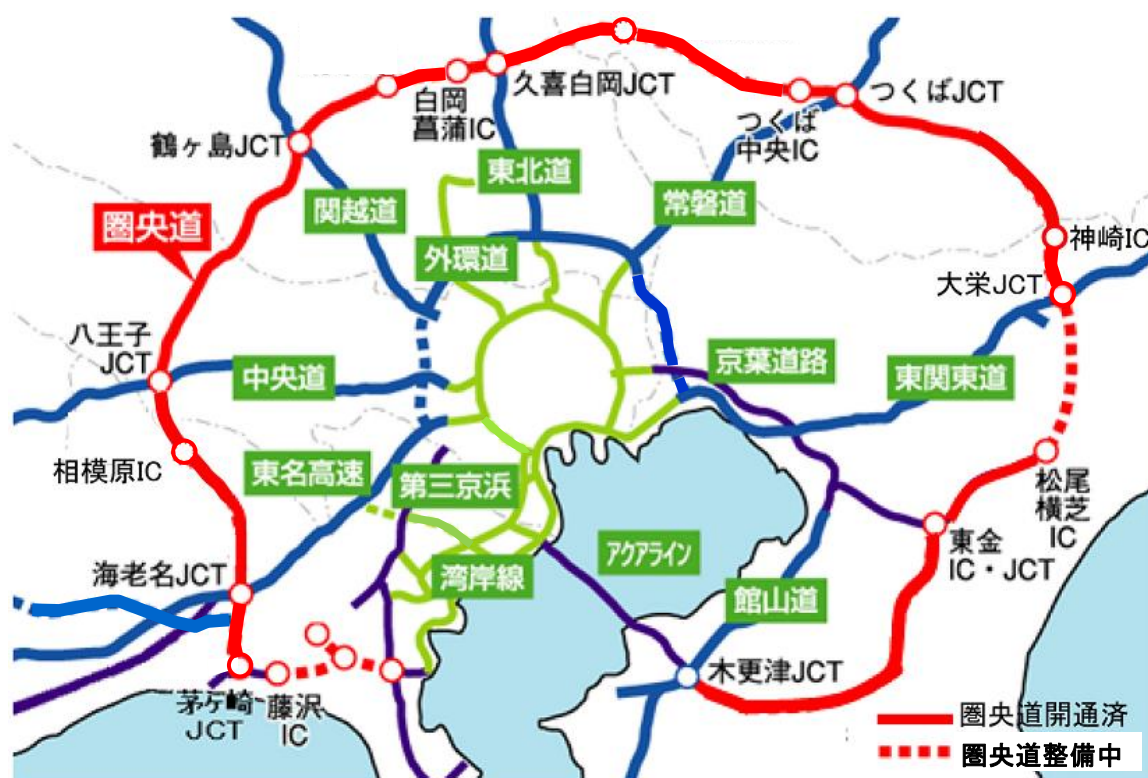 久喜白岡JCT
白岡
菖蒲IC
つくばJCT
つくば
中央IC
鶴ヶ島JCT
東北道
関越道
常磐道
圏央道
外環道
神崎IC
大栄JCT
八王子
JCT
中央道
京葉道路
東関東道
相模原IC
東名高速
第三京浜
松尾
横芝
IC
東金
IC・JCT
アクアライン
湾岸線
海老名JCT
館山道
木更津JCT
茅ヶ崎
JCT
藤沢
IC
圏央道開通済
圏央道整備中